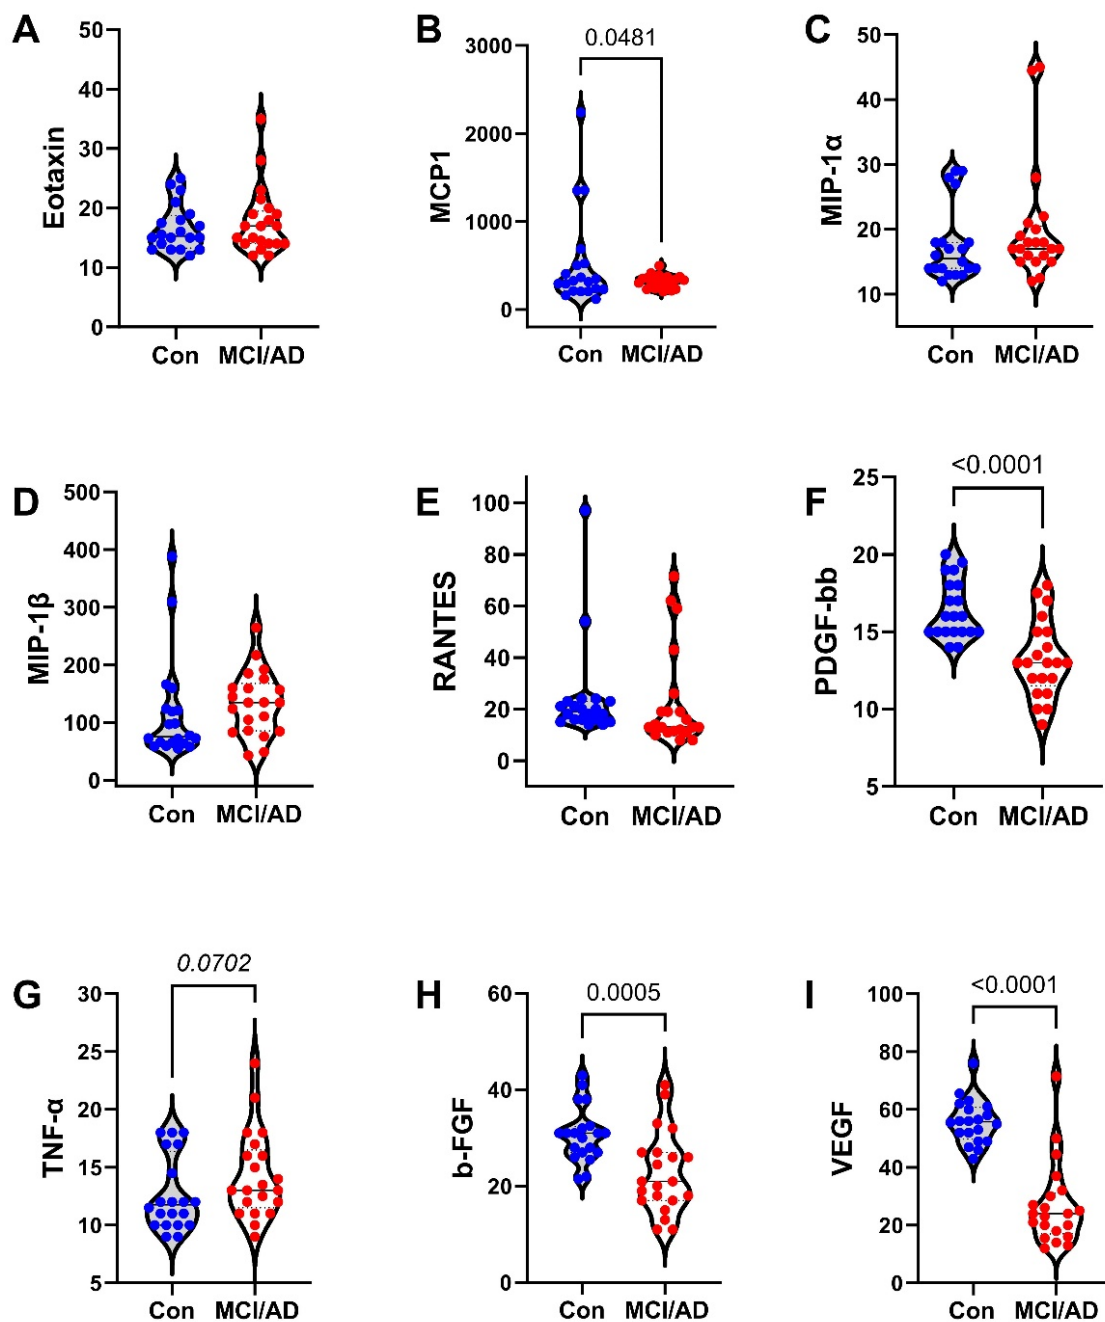 A
Eotaxin
50
40
30
20
10
0
Con MCI/AD
B
0.0481
MCP1
3000
2000
1000
0
Con MCI/AD
C
MIP-1α
50
40
30
20
10
Con MCI/AD
D
MIP-1β
500
400
300
200
100
0
Con MCI/AD
E
RANTES
100
80
60
40
20
0
Con MCI/AD
F
<0.0001
PDGF-bb
25
20
15
10
5
Con MCI/AD
G
0.0702
TNF-α
30
25
20
15
10
5
Con MCI/AD
H
0.0005
b-FGF
60
40
20
0
Con MCI/AD
I
<0.0001
VEGF
100
80
60
40
20
0
Con MCI/AD